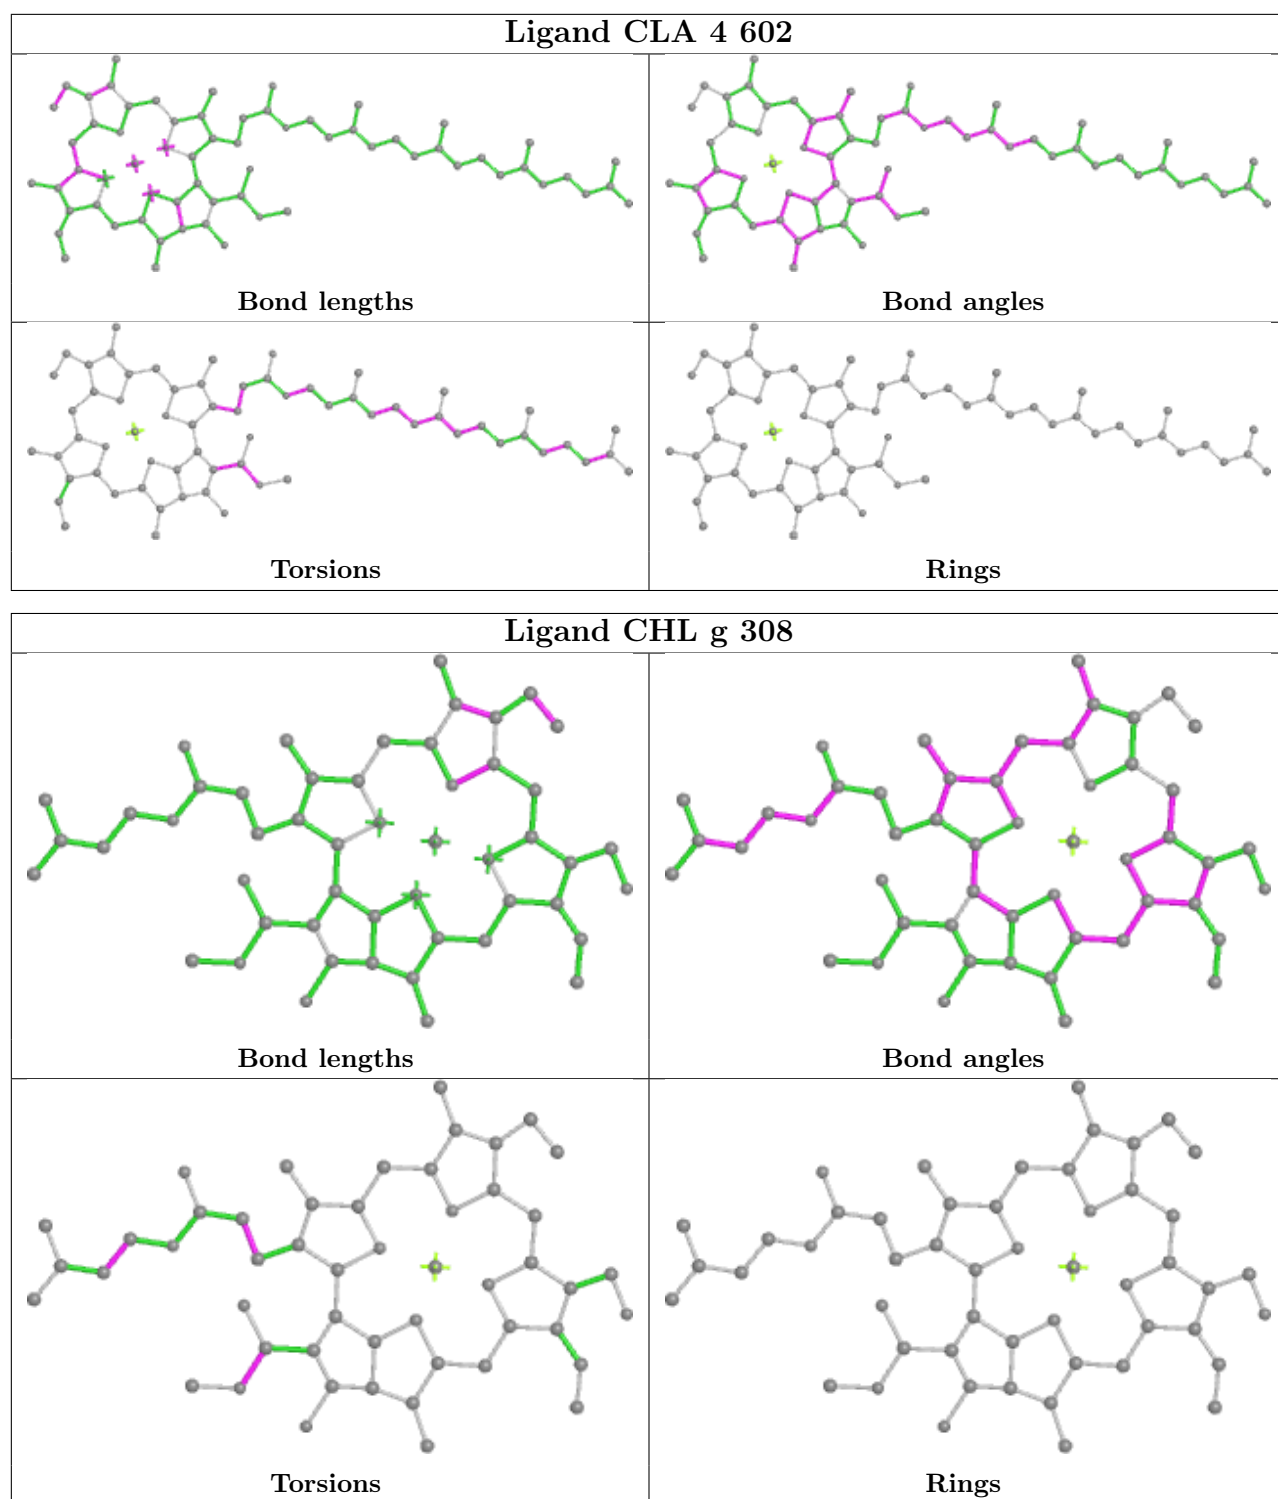 Ligand CLA 4 602
Bond lengths
Bond angles
Torsions
Rings
Ligand CHL g 308
Bond lengths
Bond angles
Torsions
Rings